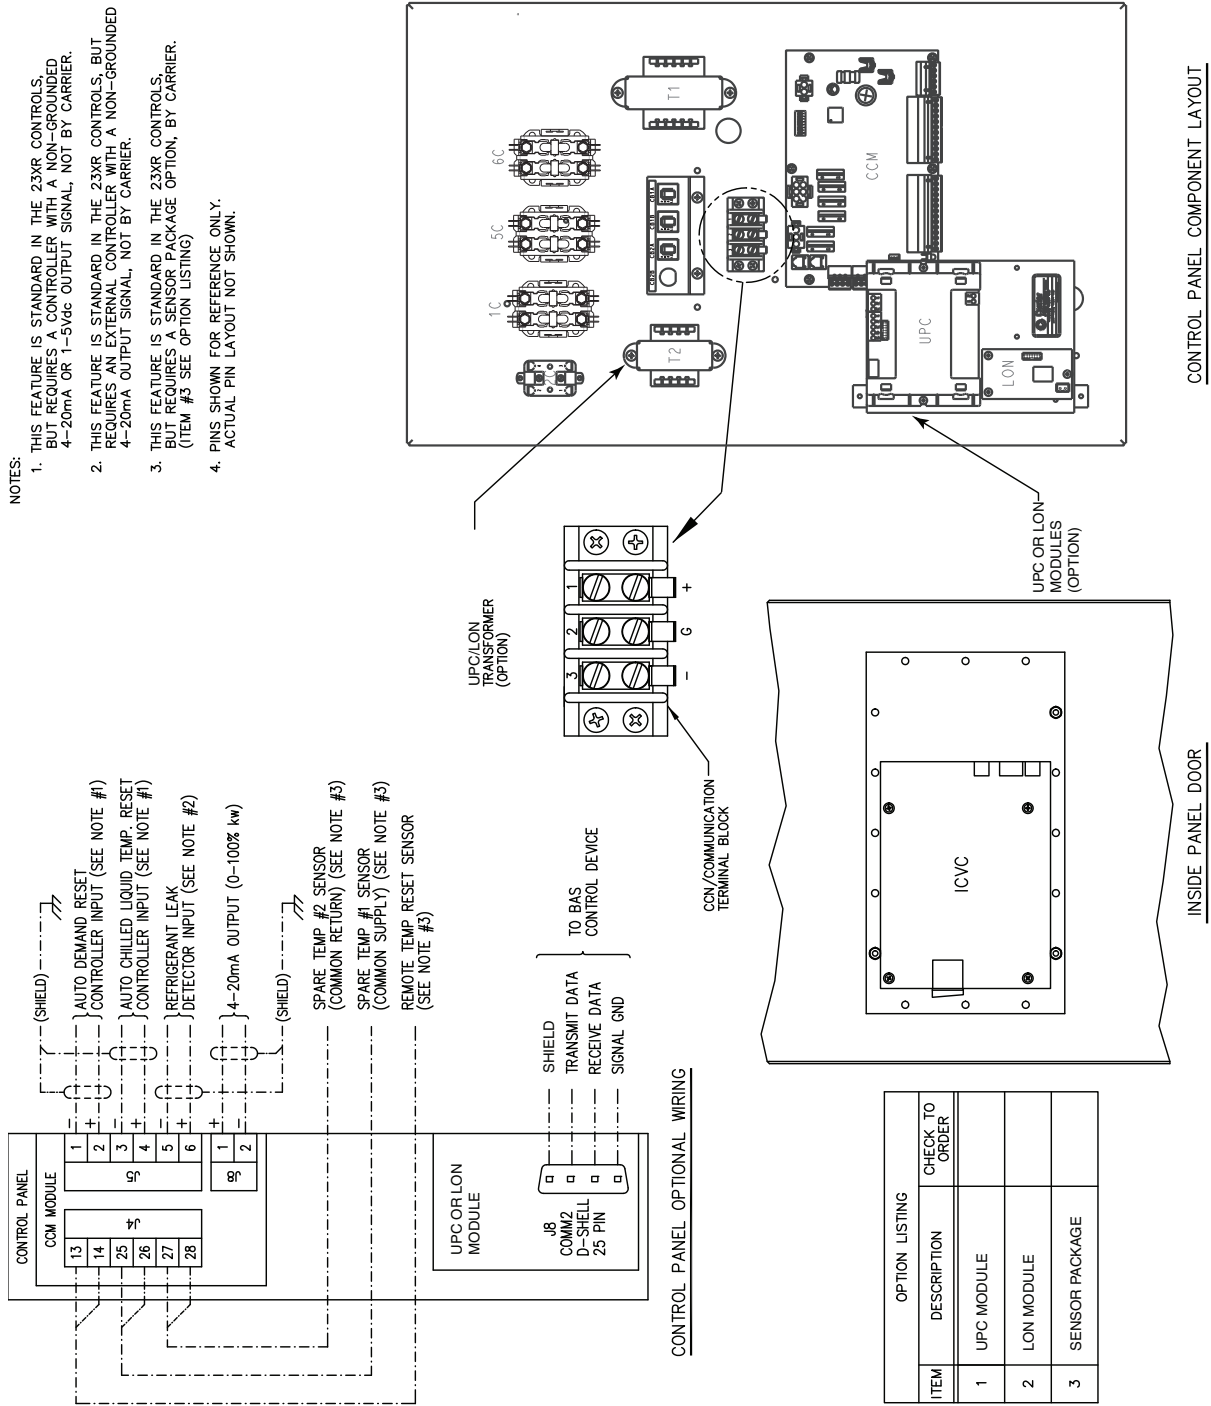 NOTES:
1. THIS FEATURE IS STANDARD IN THE 23XR CONTROLS,
BUT REQUIRES A CONTROLLER WITH A NON-GROUNDED
4-20mA OR 1-5Vdc OUTPUT SIGNAL, NOT BY CARRIER.
2. THIS FEATURE IS STANDARD IN THE 23XR CONTROLS, BUT
REQUIRES AN EXTERNAL CONTROLLER WITH A NON-GROUNDED
4-20mA OUTPUT SIGNAL, NOT BY CARRIER.
3. THIS FEATURE IS STANDARD IN THE 23XR CONTROLS,
BUT REQUIRES A SENSOR PACKAGE OPTION, BY CARRIER.
(ITEM #3 SEE OPTION LISTING)
4. PINS SHOWN FOR REFERENCE ONLY.
ACTUAL PIN LAYOUT NOT SHOWN.
CONTROL PANEL
CCM MODULE
J4
13
14
25
26
27
28
J5
1
2
3
4
5
6
J8
1
2
-
+
-
+
-
+
+
-
(SHIELD)
AUTO DEMAND RESET
CONTROLLER INPUT (SEE NOTE #1)
AUTO CHILLED LIQUID TEMP. RESET
CONTROLLER INPUT (SEE NOTE #1)
REFRIGERANT LEAK
DETECTOR INPUT (SEE NOTE #2)
4-20mA OUTPUT (0-100% kw)
(SHIELD)
SPARE TEMP #2 SENSOR
(COMMON RETURN) (SEE NOTE #3)
SPARE TEMP #1 SENSOR
(COMMON SUPPLY) (SEE NOTE #3)
REMOTE TEMP RESET SENSOR
(SEE NOTE #3)
UPC OR LON
MODULE
J8
COMM2
D-SHELL
25 PIN
SHIELD
TRANSMIT DATA
RECEIVE DATA
SIGNAL GND
TO BAS
CONTROL DEVICE
CONTROL PANEL OPTIONAL WIRING
UPC/LON
TRANSFORMER
(OPTION)
3
2
1
-
G
+
CCN/COMMUNICATION
TERMINAL BLOCK
2C
1C
5C
6C
T2
T1
CB2B
CB2A
CB1B
CB1A
CCM
UPC
LON
UPC OR LON
MODULES
(OPTION)
CONTROL PANEL COMPONENT LAYOUT
ICVC
INSIDE PANEL DOOR
OPTION LISTING
ITEM DESCRIPTION CHECK TO
ORDER
1 UPC MODULE
2 LON MODULE
3 SENSOR PACKAGE